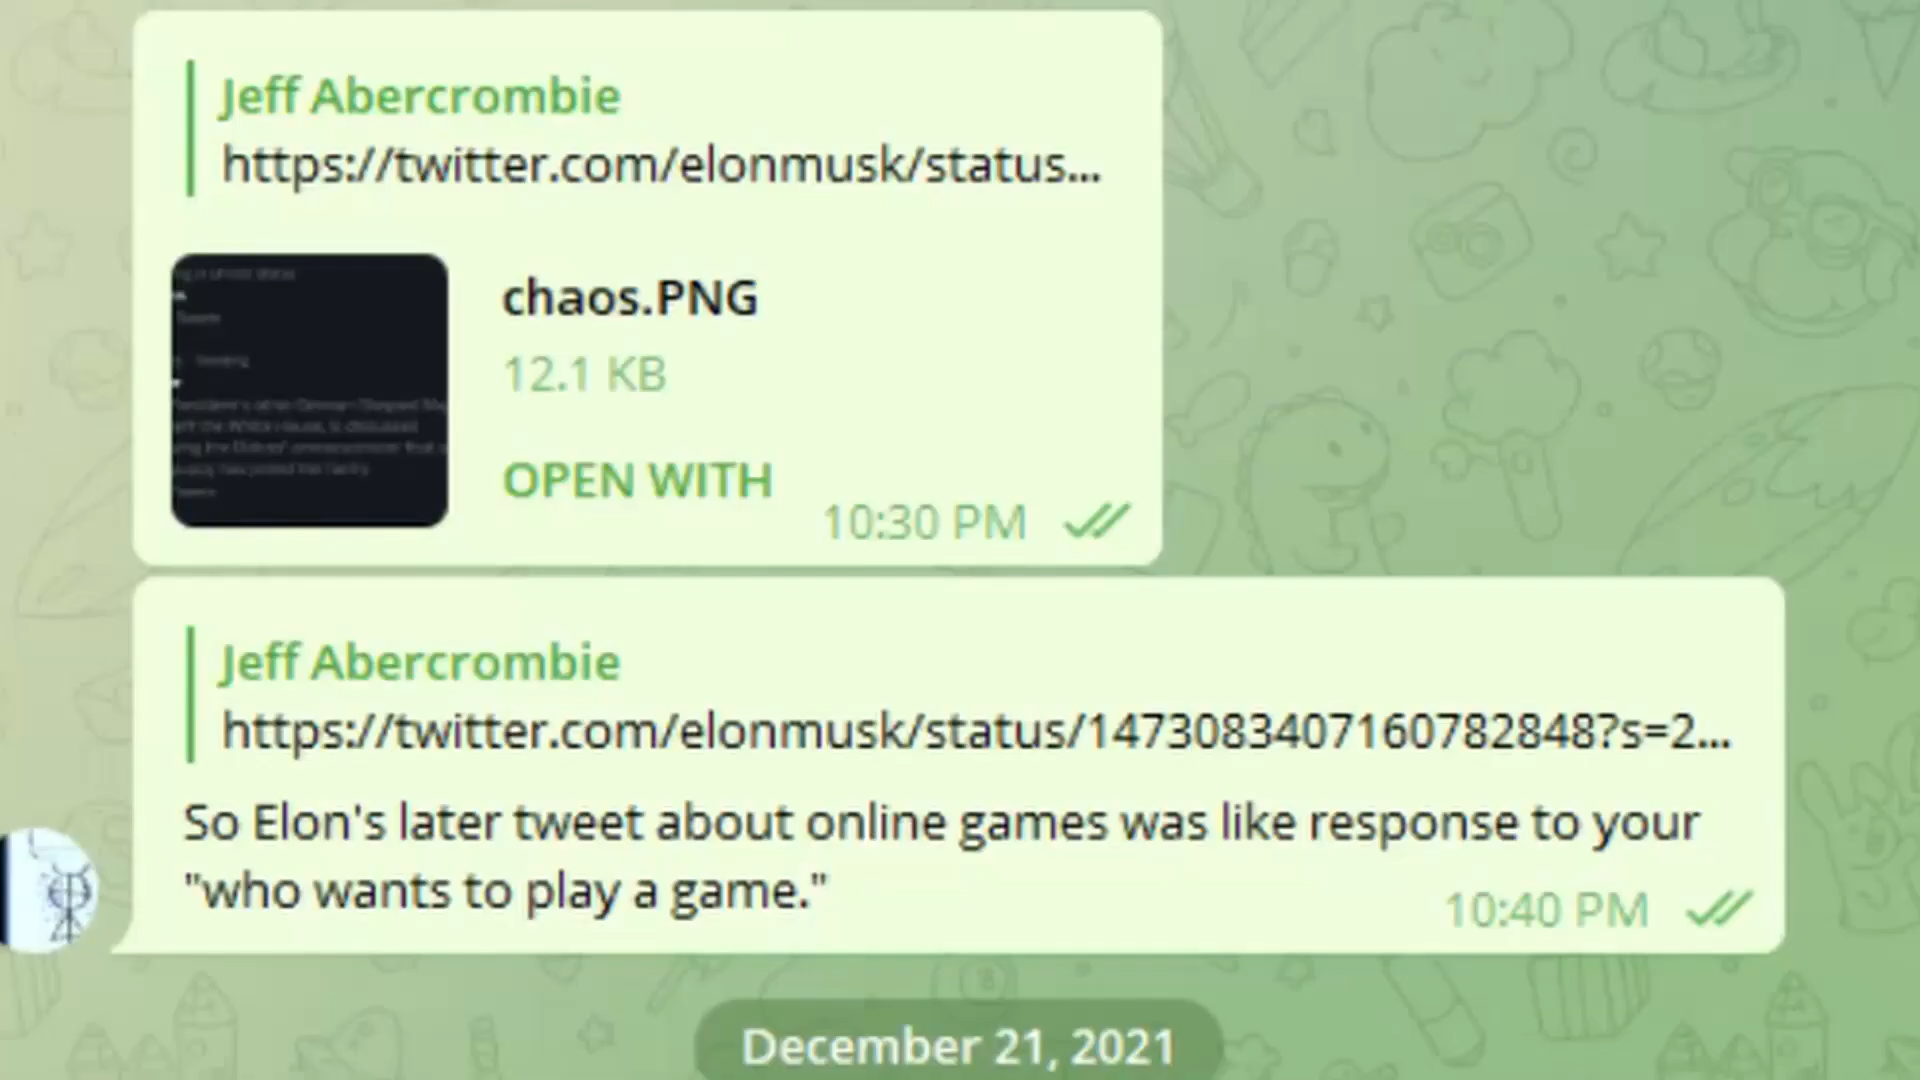 Jeff Abercrombie
https://twitter.com/elonmusk/status...
chaos.PNG
12.1 KB
OPEN WITH
10:30 PM
Jeff Abercrombie
https://twitter.com/elonmusk/status/1473083407160782848?s=2...
So Elon's later tweet about online games was like response to your
"who wants to play a game."
10:40 PM
December 21, 2021